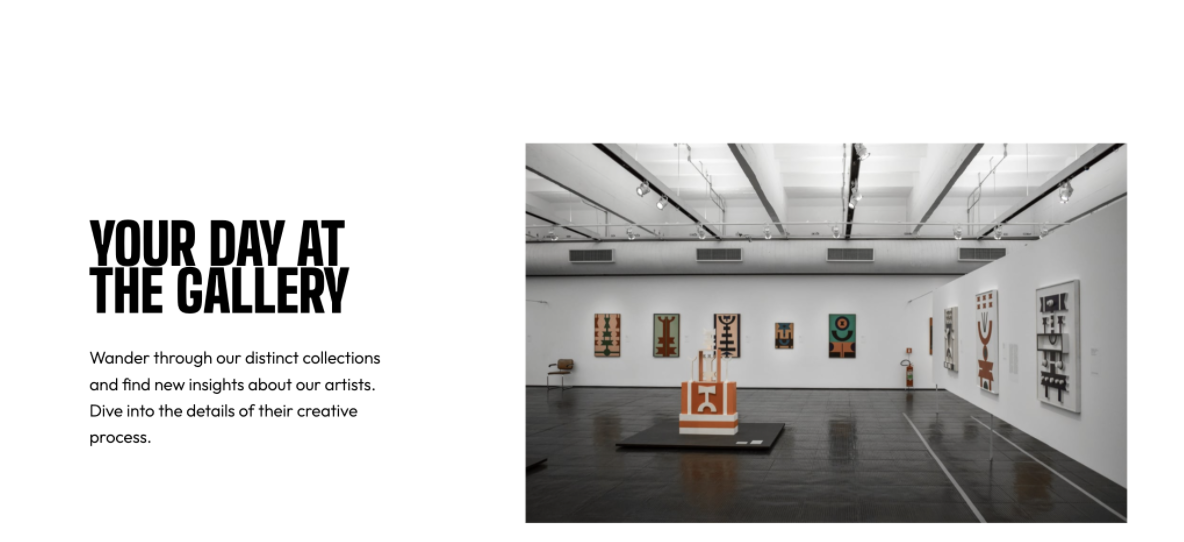 YOUR DAY AT
THE GALLERY
Wander through our distinct collections
and find new insights about our artists.
Dive into the details of their creative
process.